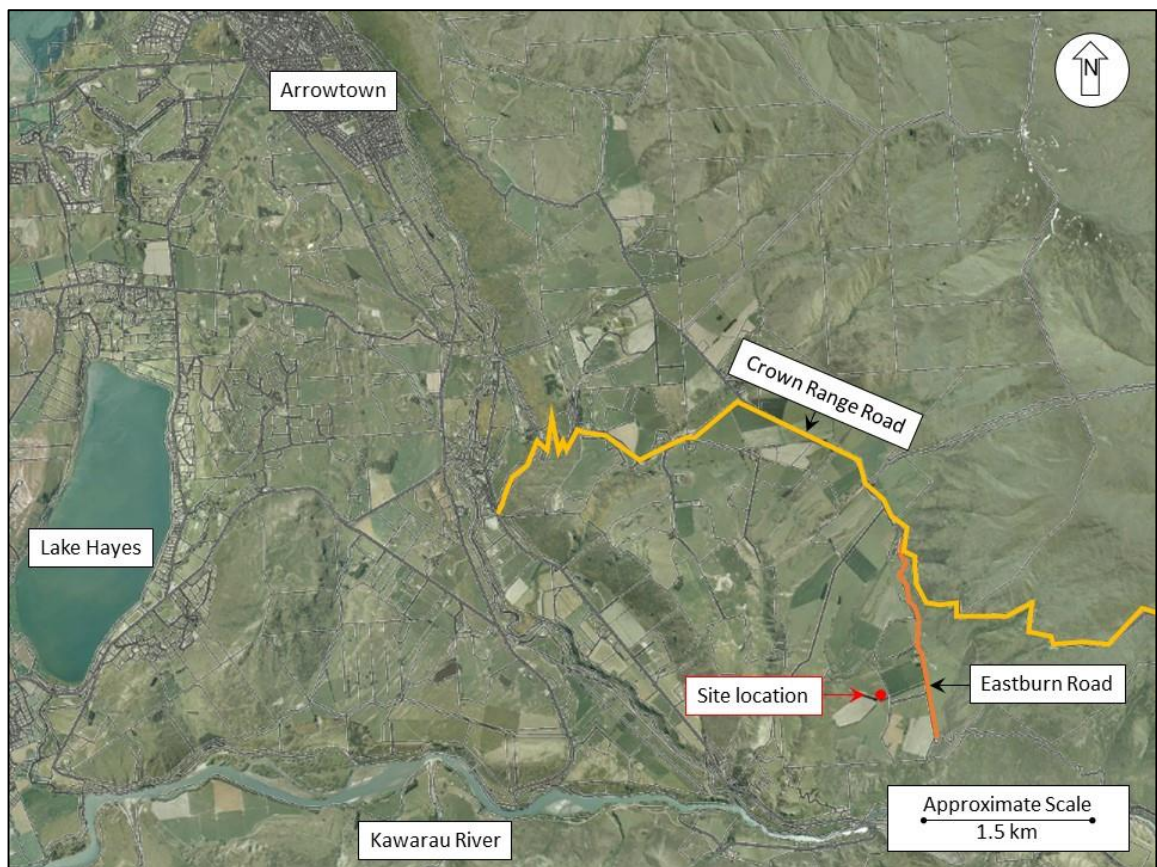 N
Arrowtown
Crown Range Road
Lake Hayes
Site location
Eastburn Road
Approximate Scale
1.5 km
Kawarau River